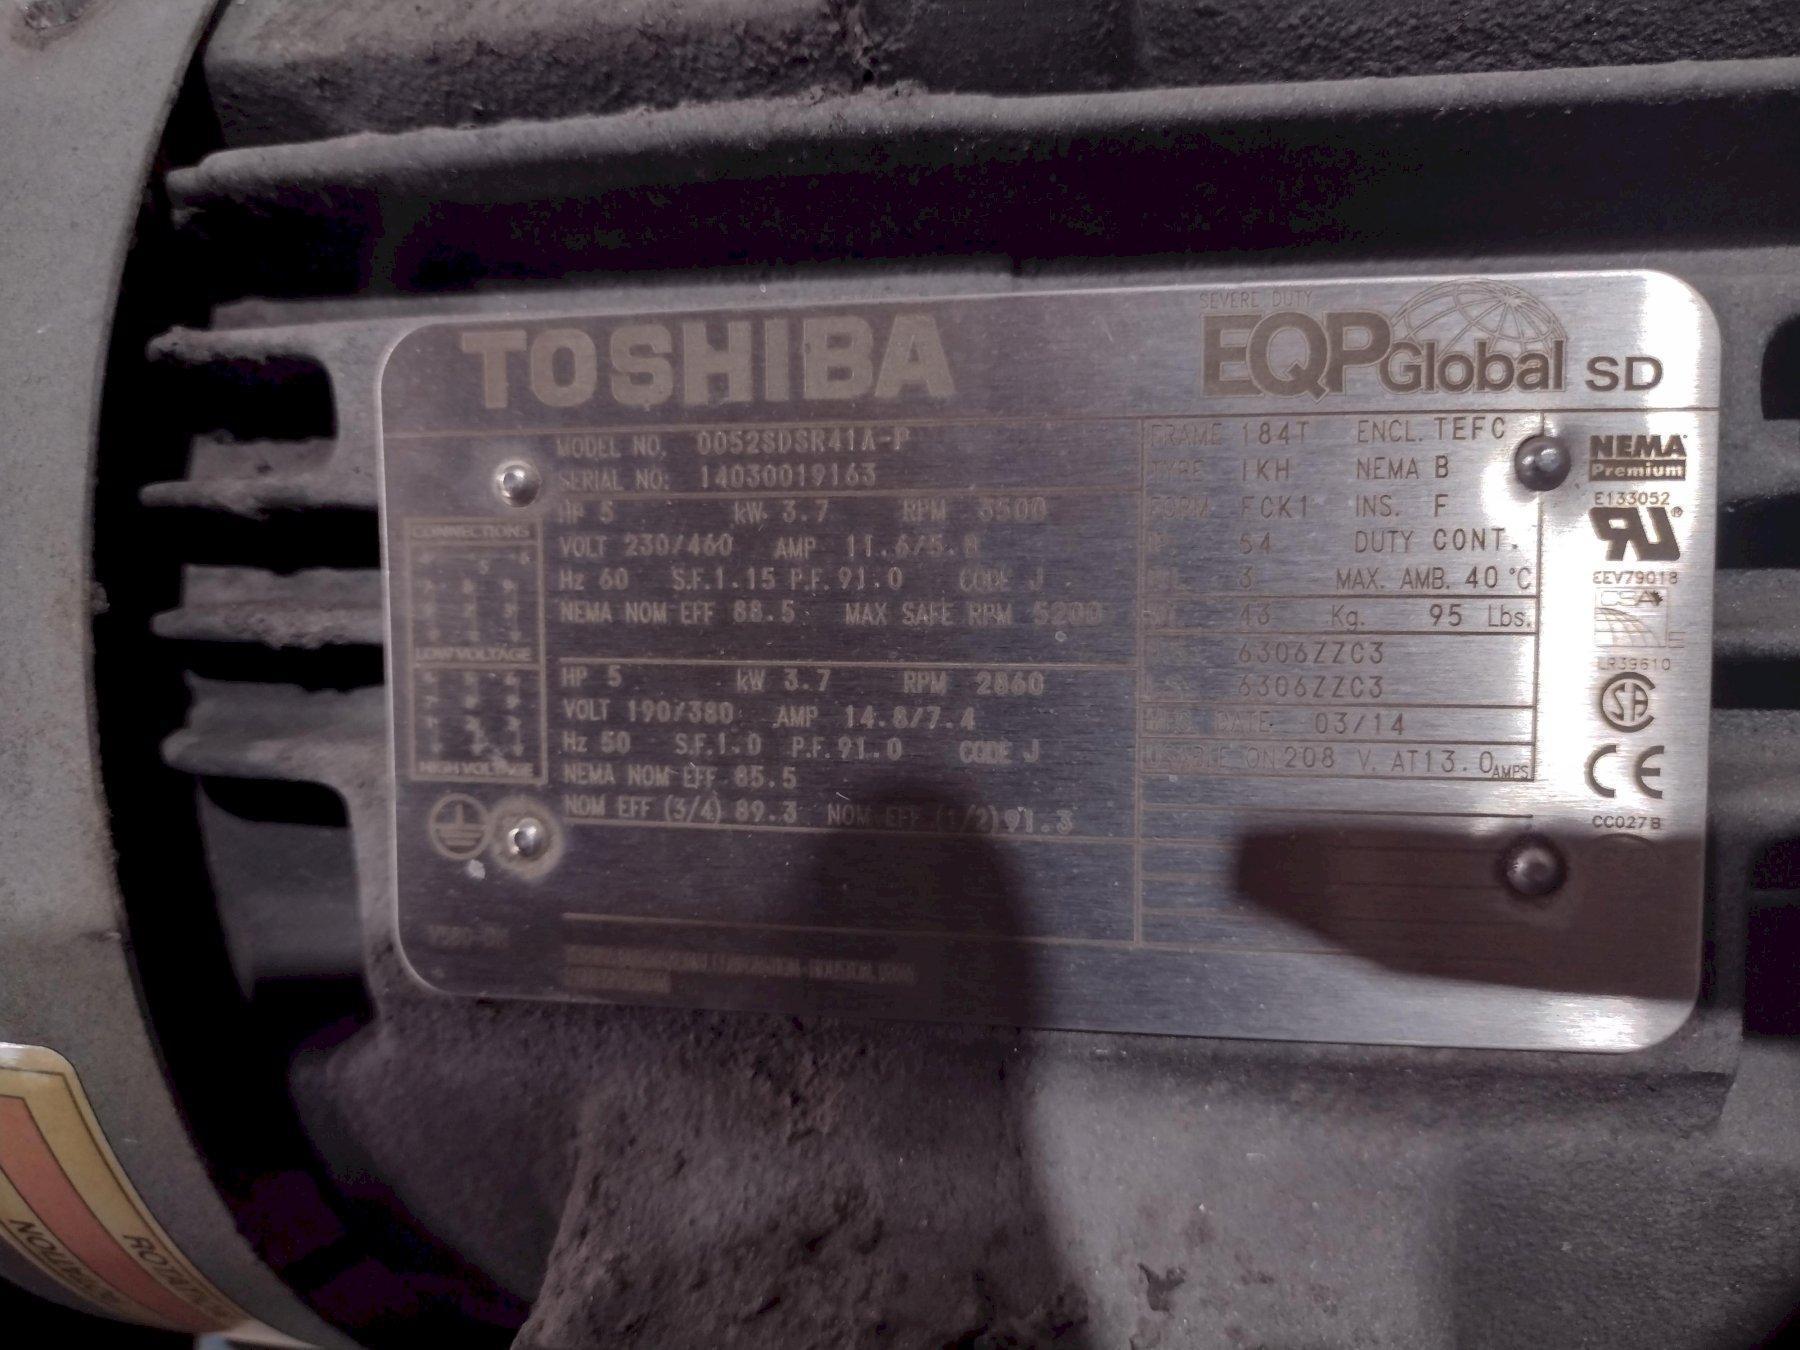 TOSHIBA
SEVERE DUTY
EQP Global SD
MODEL NO. 0052SDSR41A-P
SERIAL NO: 14030019163
HP 5 kW 3.7 RPM 3500
VOLT 230/460 AMP 11.6/5.8
Hz 60 S.F. 1.15 P.F. 91.0 CODE J
NEMA NOM EFF 88.5 MAX SAFE RPM 5200
HP 5 kW 3.7 RPM 2860
VOLT 190/380 AMP 14.8/7.4
Hz 50 S.F. 1.0 P.F. 91.0 CODE J
NEMA NOM EFF 85.5
NOM EFF (3/4) 89.3 NOM EFF (1/2) 91.3
CONNECTIONS
LOW VOLTAGE
HIGH VOLTAGE
FRAME 184T ENCL. TEFC
TYPE IKH NEMA B
FORM FCK1 INS. F
54 DUTY CONT.
3 MAX. AMB. 40 °C
43 Kg. 95 Lbs.
6306ZZC3
6306ZZC3
MFG. DATE 03/14
USABLE ON 208 V. AT 13.0 AMPS
NEMA
Premium
E133052
EEV79018
CSA
LR39610
CE
CC027B
ROTATION